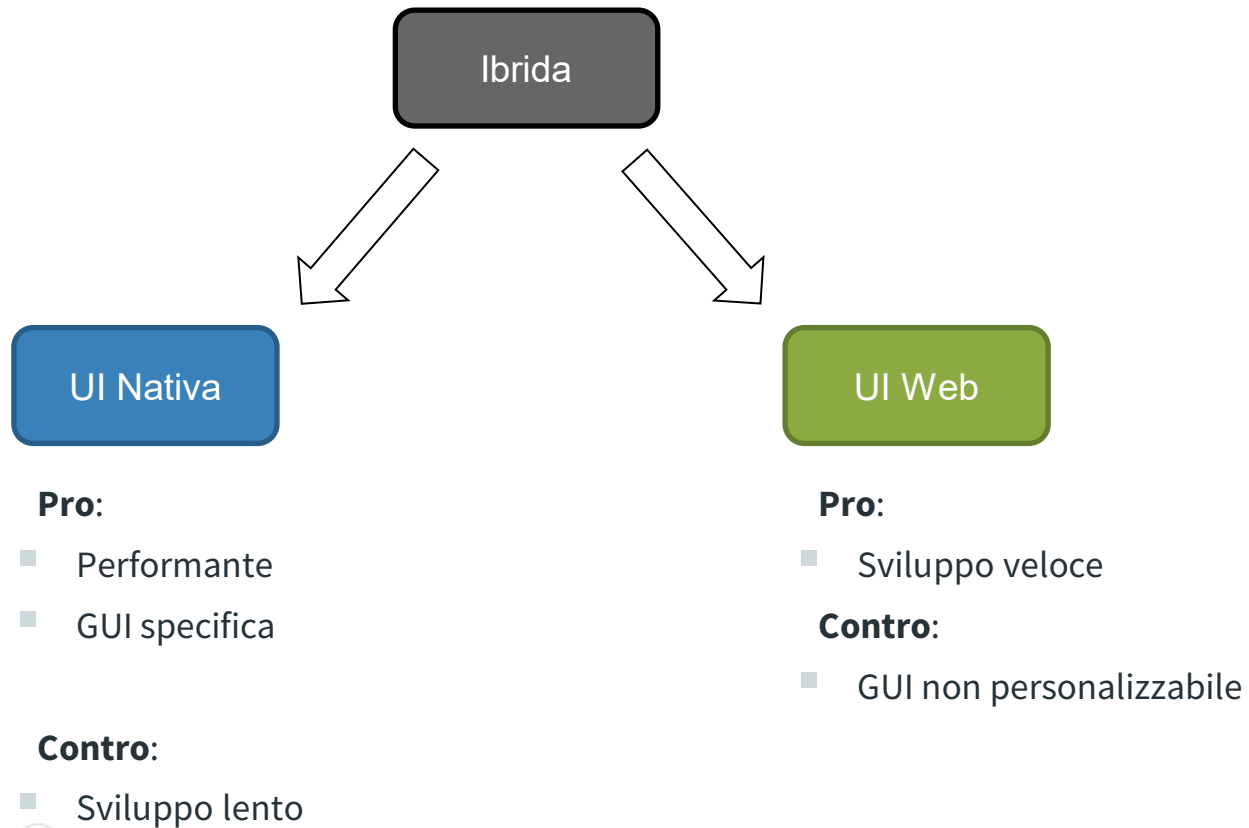 Ibrida
UI Nativa
Pro:
Performante
GUI specifica
Contro:
Sviluppo lento
UI Web
Pro:
Sviluppo veloce
Contro:
GUI non personalizzabile